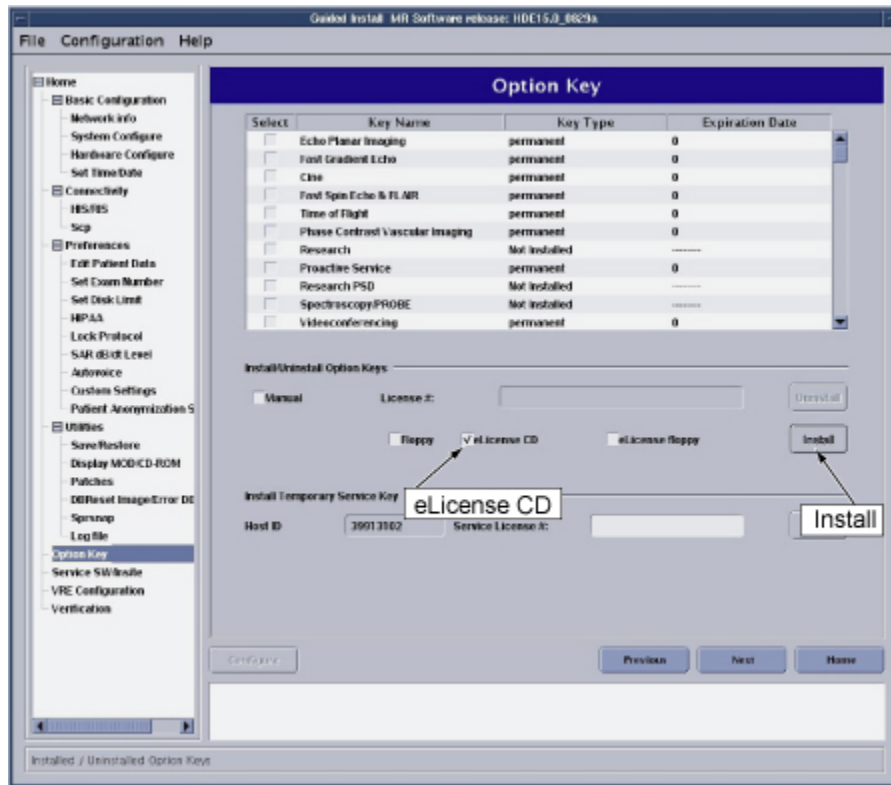 Guided Install MR Software release: HDE15.0_0829a
File Configuration Help
Home
Basic Configuration
Network info
System Configure
Hardware Configure
Set Time/Date
Connectivity
HIS/RIS
Scp
Preferences
Edit Patient Data
Set Exam Number
Set Disk Limit
HIPAA
Lock Protocol
SAR dB/dt Level
Autovoice
Custom Settings
Patient Anonymization S
Utilities
Save/Restore
Display MOD/CD-ROM
Patches
DBReset Image/Error DB
Sprsnap
Log file
Option Key
Service SW/Insite
VRE Configuration
Verification
Option Key
Select Key Name Key Type Expiration Date
Echo Planar Imaging permanent 0
Fast Gradient Echo permanent 0
Cine permanent 0
Fast Spin Echo & FLAIR permanent 0
Time of Flight permanent 0
Phase Contrast Vascular Imaging permanent 0
Research Not Installed --------
Proactive Service permanent 0
Research PSD Not Installed --------
Spectroscopy/PROBE Not Installed --------
Videoconferencing permanent 0
Install/Uninstall Option Keys
Manual License #: Uninstall
Floppy eLicense CD eLicense floppy Install
eLicense CD
Install
Install Temporary Service Key
Host ID 39913102 Service License #:
Configure Previous Next Home
Installed / Uninstalled Option Keys